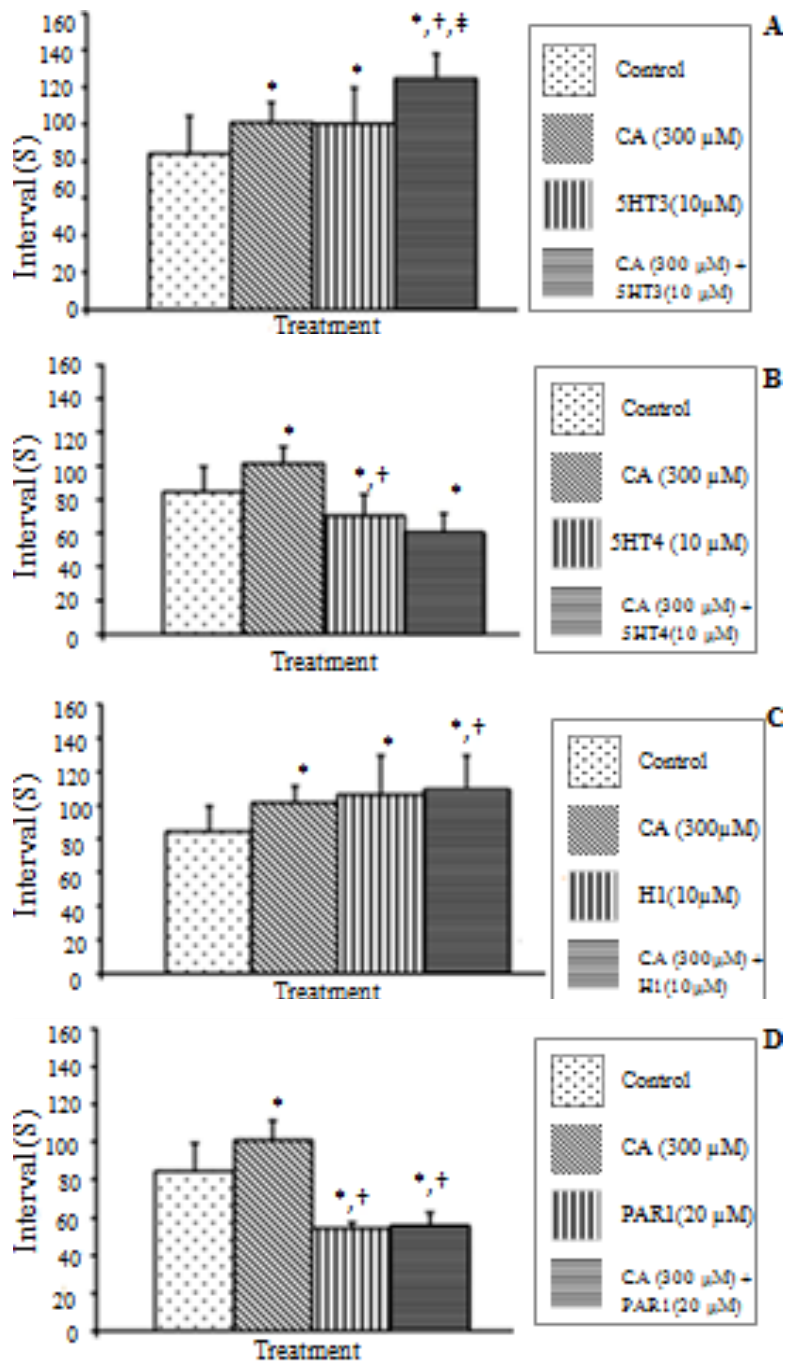 A
160
140
120
100
80
60
40
20
0
Interval (S)
*
*
*,†,‡
Treatment
Control
CA (300 µM)
5HT3(10µM)
CA (300 µM) +
5HT3(10 µM)
B
160
140
120
100
80
60
40
20
0
Interval (S)
*
*,†
*
Treatment
Control
CA (300 µM)
5HT4 (10 µM)
CA (300 µM) +
5HT4(10 µM)
C
160
140
120
100
80
60
40
20
0
Interval (S)
*
*
*,†
Treatment
Control
CA (300µM)
H1(10µM)
CA (300µM) +
H1(10µM)
D
160
140
120
100
80
60
40
20
0
Interval (S)
*
*,†
*,†
Treatment
Control
CA (300 µM)
PAR1(20 µM)
CA (300 µM) +
PAR1(20 µM)